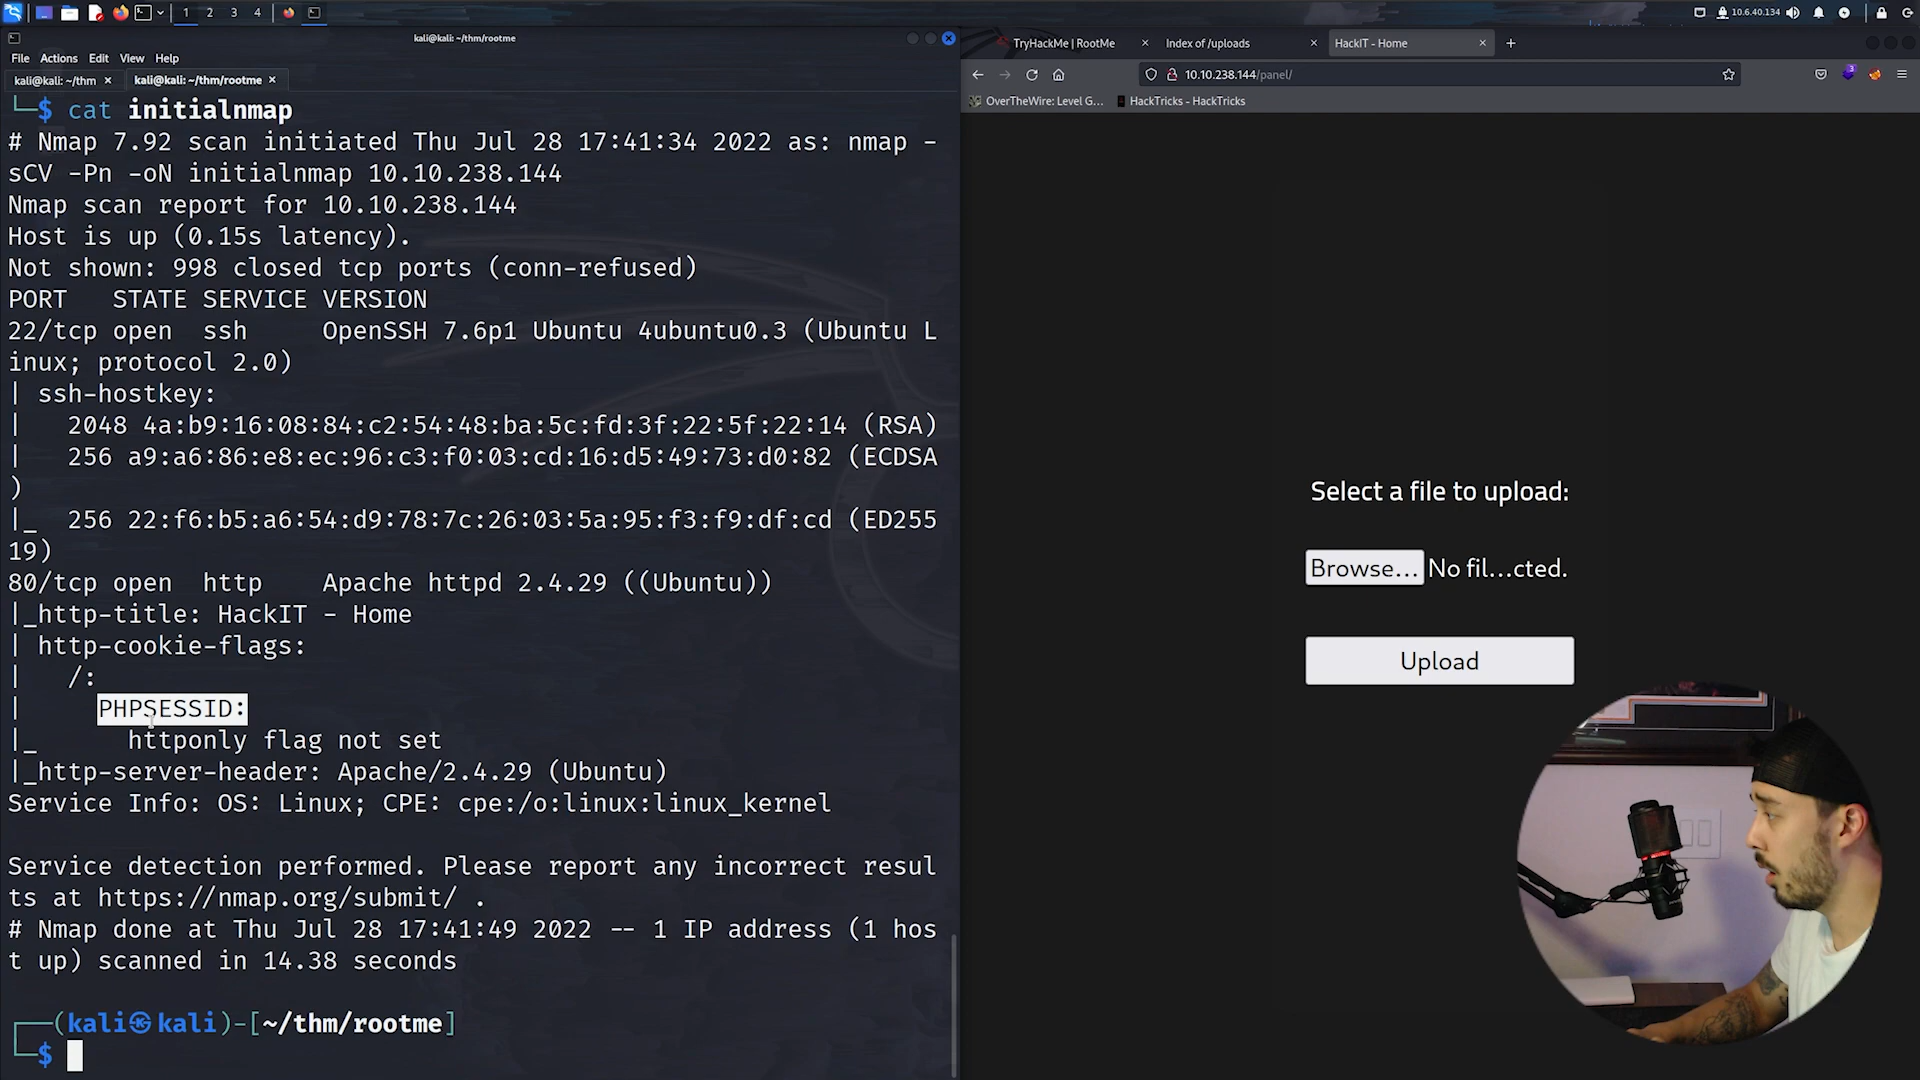 1 2 3 4
10.6.40.134
kali@kali: ~/thm/rootme
File Actions Edit View Help
kali@kali: ~/thm × kali@kali: ~/thm/rootme ×
└─$ cat initialnmap
# Nmap 7.92 scan initiated Thu Jul 28 17:41:34 2022 as: nmap -
sCV -Pn -oN initialnmap 10.10.238.144
Nmap scan report for 10.10.238.144
Host is up (0.15s latency).
Not shown: 998 closed tcp ports (conn-refused)
PORT   STATE SERVICE VERSION
22/tcp open  ssh     OpenSSH 7.6p1 Ubuntu 4ubuntu0.3 (Ubuntu L
inux; protocol 2.0)
| ssh-hostkey:
|   2048 4a:b9:16:08:84:c2:54:48:ba:5c:fd:3f:22:5f:22:14 (RSA)
|   256 a9:a6:86:e8:ec:96:c3:f0:03:cd:16:d5:49:73:d0:82 (ECDSA
)
|_  256 22:f6:b5:a6:54:d9:78:7c:26:03:5a:95:f3:f9:df:cd (ED255
19)
80/tcp open  http    Apache httpd 2.4.29 ((Ubuntu))
|_http-title: HackIT - Home
| http-cookie-flags:
|   /:
|     PHPSESSID:
|_      httponly flag not set
|_http-server-header: Apache/2.4.29 (Ubuntu)
Service Info: OS: Linux; CPE: cpe:/o:linux:linux_kernel
Service detection performed. Please report any incorrect resul
ts at https://nmap.org/submit/ .
# Nmap done at Thu Jul 28 17:41:49 2022 -- 1 IP address (1 hos
t up) scanned in 14.38 seconds
┌──(kali㉿kali)-[~/thm/rootme]
└─$
TryHackMe | RootMe × Index of /uploads × HackIT - Home × +
10.10.238.144/panel/
3
OverTheWire: Level G... HackTricks - HackTricks
Select a file to upload:
Browse... No fil...cted.
Upload